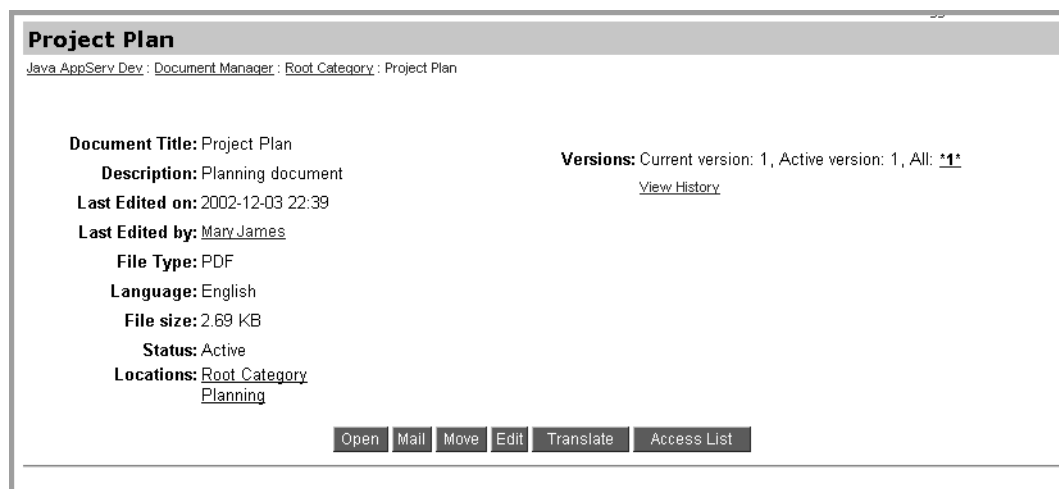 Project Plan
Java AppServ Dev : Document Manager : Root Category : Project Plan
Document Title: Project Plan
Description: Planning document
Last Edited on: 2002-12-03 22:39
Last Edited by: Mary James
File Type: PDF
Language: English
File size: 2.69 KB
Status: Active
Locations: Root Category
Planning
Versions: Current version: 1, Active version: 1, All: *1*
View History
Open Mail Move Edit Translate Access List